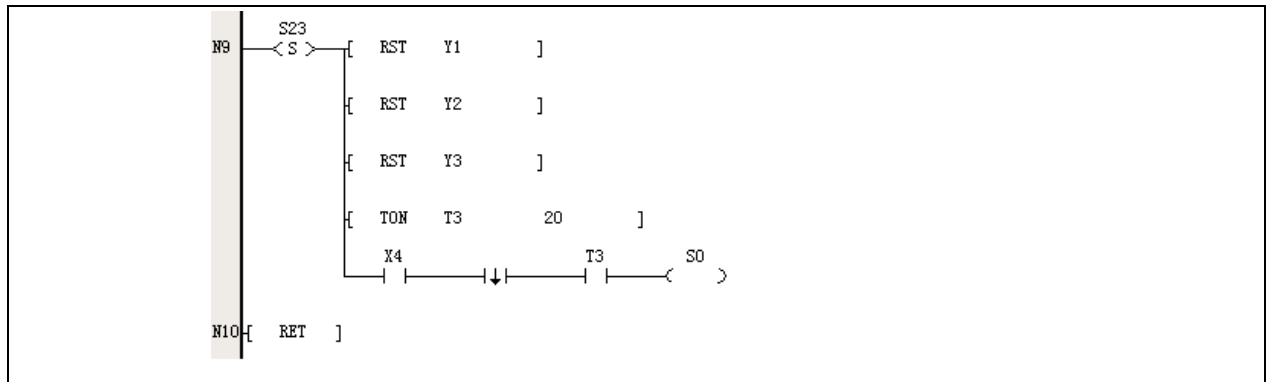 S23
N9 < S > [ RST Y1 ]
[ RST Y2 ]
[ RST Y3 ]
[ TON T3 20 ]
X4 T3 S0
( )
N10 [ RET ]